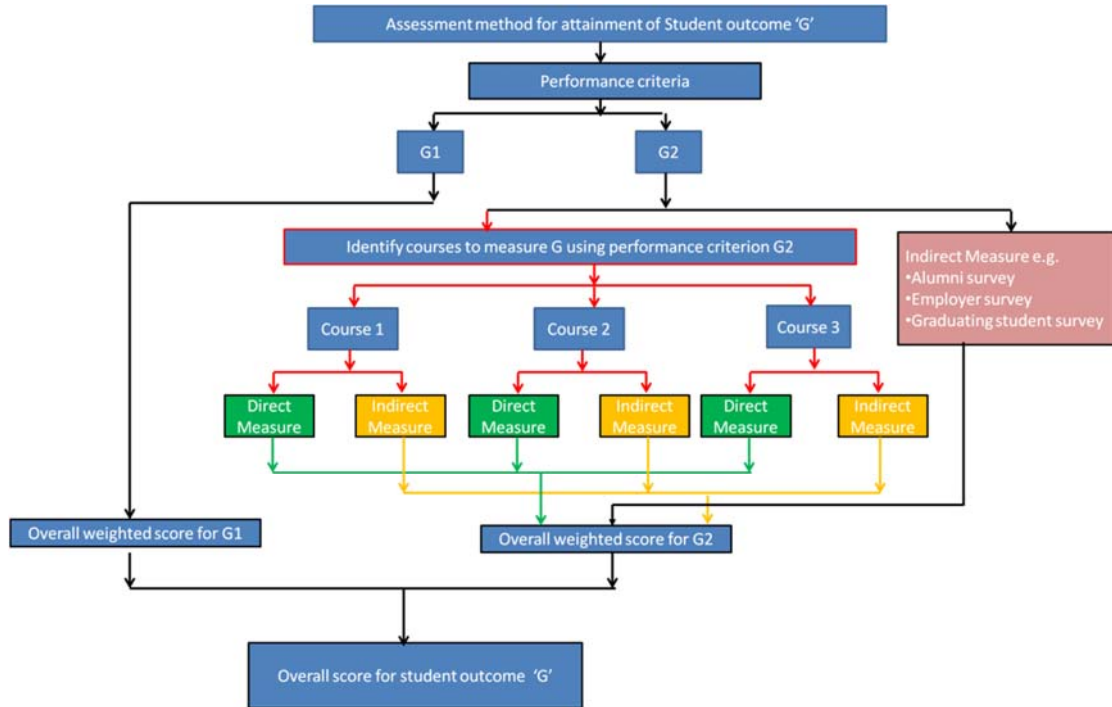 Assessment method for attainment of Student outcome ‘G’
Performance criteria
G1
G2
Identify courses to measure G using performance criterion G2
Indirect Measure e.g.
•Alumni survey
•Employer survey
•Graduating student survey
Course 1
Course 2
Course 3
Direct
Measure
Indirect
Measure
Direct
Measure
Indirect
Measure
Direct
Measure
Indirect
Measure
Overall weighted score for G1
Overall weighted score for G2
Overall score for student outcome ‘G’